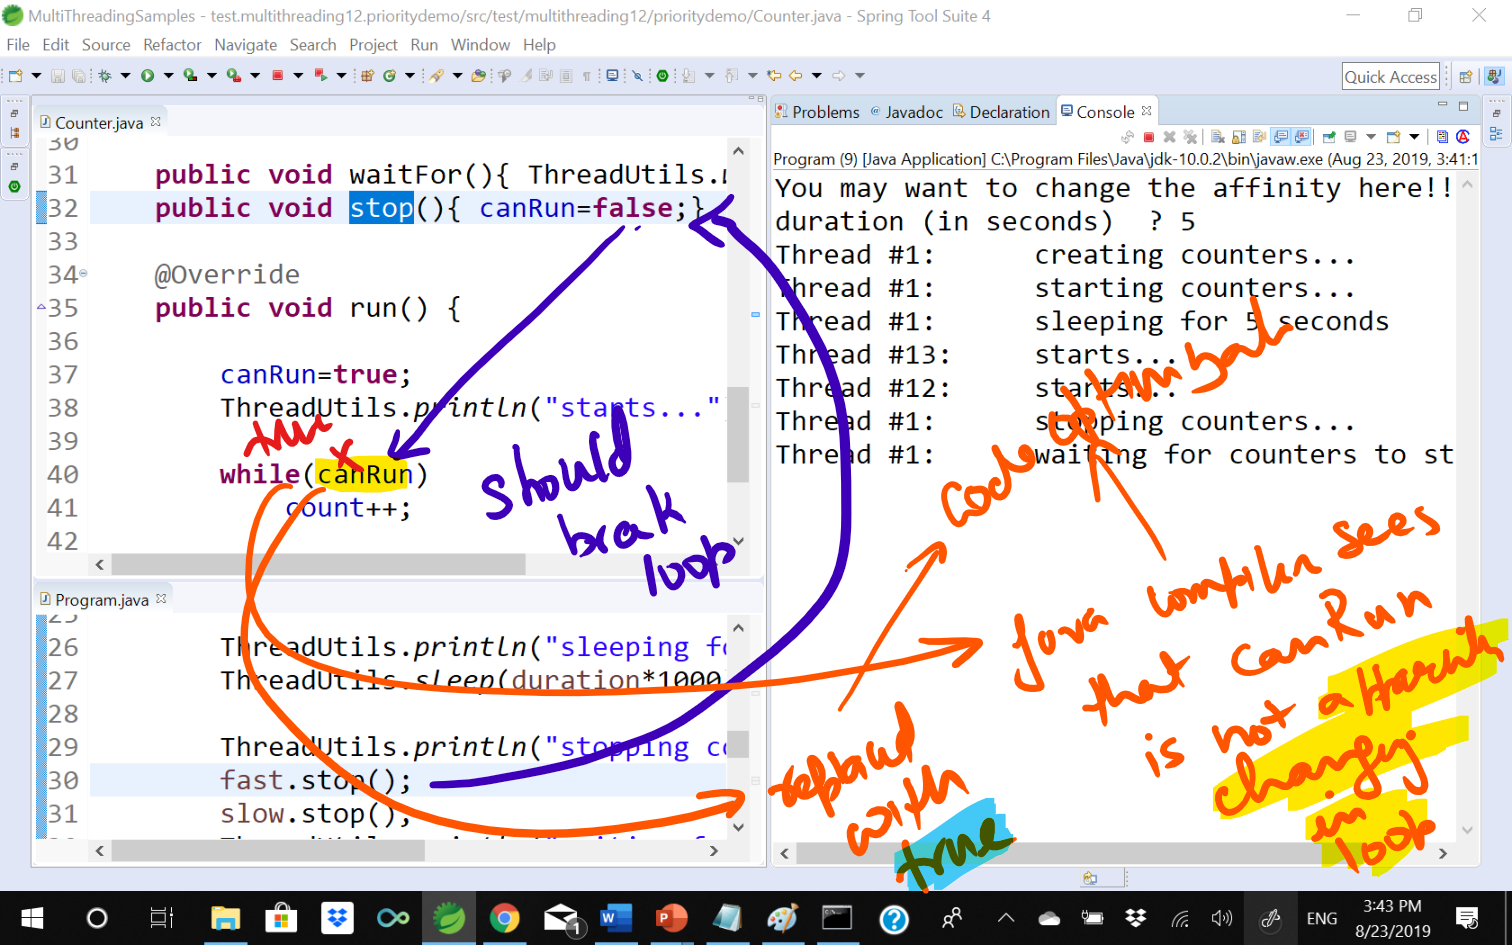 MultiThreadingSamples - test.multithreading12.prioritydemo/src/test/multithreading12/prioritydemo/Counter.java - Spring Tool Suite 4
File Edit Source Refactor Navigate Search Project Run Window Help
Quick Access
Counter.java
30
31 public void waitFor(){ ThreadUtils.
32 public void stop(){ canRun=false;}
33
34 @Override
35 public void run() {
36
37 canRun=true;
38 ThreadUtils.println("starts..."
39
true
40 while(canRun)
41 count++;
42
should
break
loop
Program.java
25
26 ThreadUtils.println("sleeping fo
27 ThreadUtils.sleep(duration*1000
28
29 ThreadUtils.println("stopping co
30 fast.stop();
31 slow.stop();
Problems @ Javadoc Declaration Console
Program (9) [Java Application] C:\Program Files\Java\jdk-10.0.2\bin\javaw.exe (Aug 23, 2019, 3:41:1
You may want to change the affinity here!!
duration (in seconds) ? 5
Thread #1: creating counters...
Thread #1: starting counters...
Thread #1: sleeping for 5 seconds
Thread #13: starts...
Thread #12: starts...
Thread #1: stopping counters...
Thread #1: waiting for counters to st
code
Java compiler sees
that canRun
is not
changing
in
loop
replaced
with
true
1
ENG
3:43 PM
8/23/2019